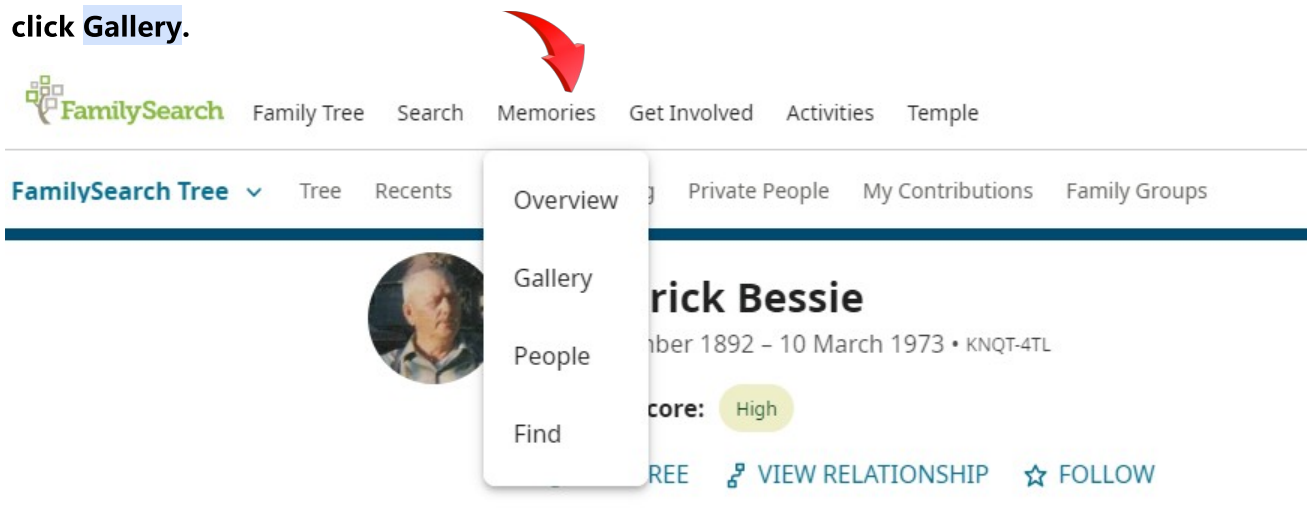 click Gallery.
FamilySearch Family Tree Search Memories Get Involved Activities Temple
FamilySearch Tree Tree Recents Private People My Contributions Family Groups
Overview
Gallery
People
Find
rick Bessie
1892 – 10 March 1973 • KNQT-4TL
core: High
REE VIEW RELATIONSHIP FOLLOW